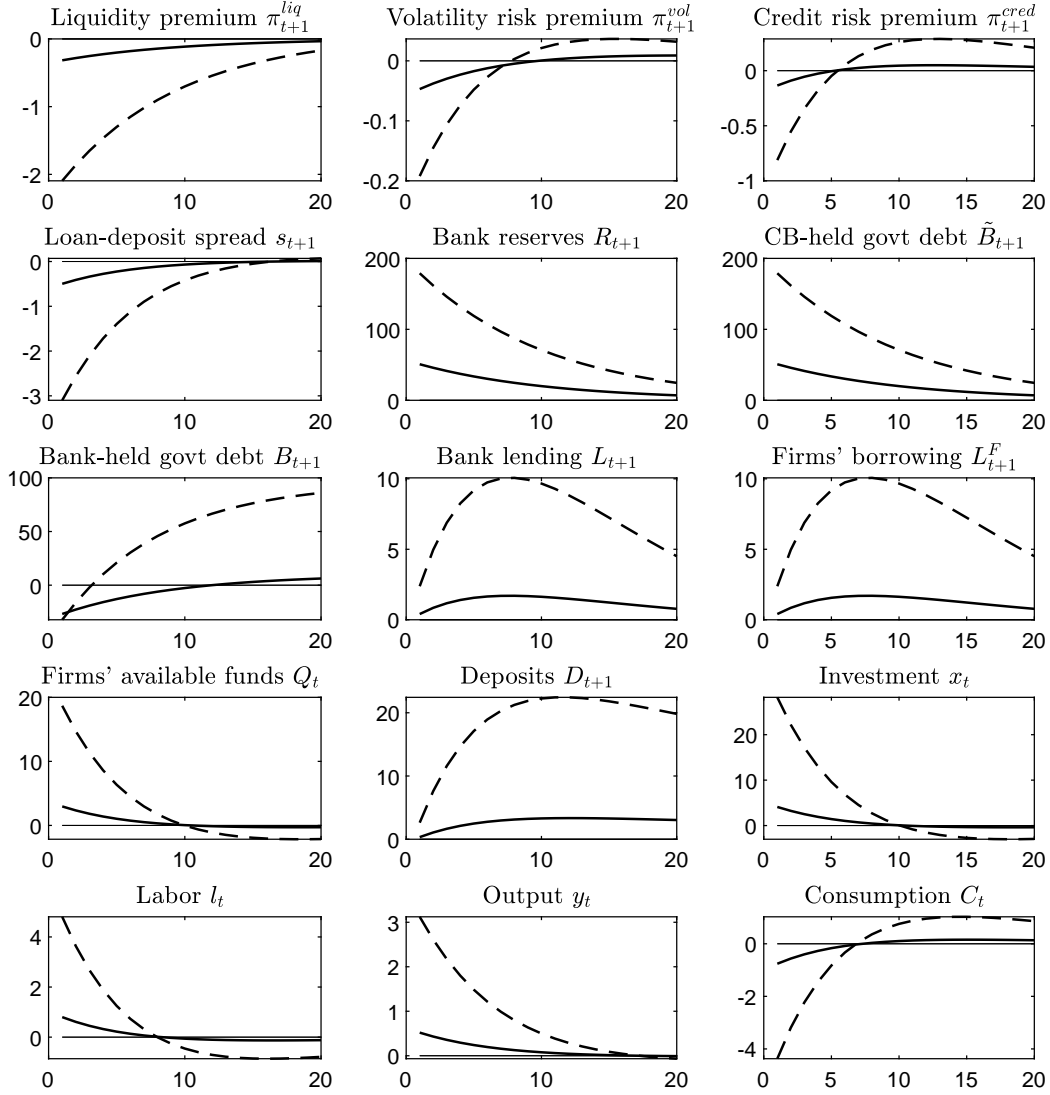 Liquidity premium π_{t+1}^{liq} Volatility risk premium π_{t+1}^{vol} Credit risk premium π_{t+1}^{cred}
0 0.1 0.5
-1 0 0
-2 -0.1 -0.5
-0.2 -1
0 10 20 0 10 20 0 5 10 15 20
Loan-deposit spread s_{t+1} Bank reserves R_{t+1} CB-held govt debt B̃_{t+1}
0 200 200
-1 100 100
-2 0 0
-3
0 10 20 0 10 20 0 5 10 15 20
Bank-held govt debt B_{t+1} Bank lending L_{t+1} Firms' borrowing L_{t+1}^{F}
100 10 10
50 5 5
0 0 0
0 10 20 0 10 20 0 5 10 15 20
Firms' available funds Q_t Deposits D_{t+1} Investment x_t
20 20 20
10 10 10
0 0 0
0 10 20 0 10 20 0 5 10 15 20
Labor l_t Output y_t Consumption C_t
4 3 0
2 2 -2
0 1 -4
0
0 10 20 0 10 20 0 5 10 15 20